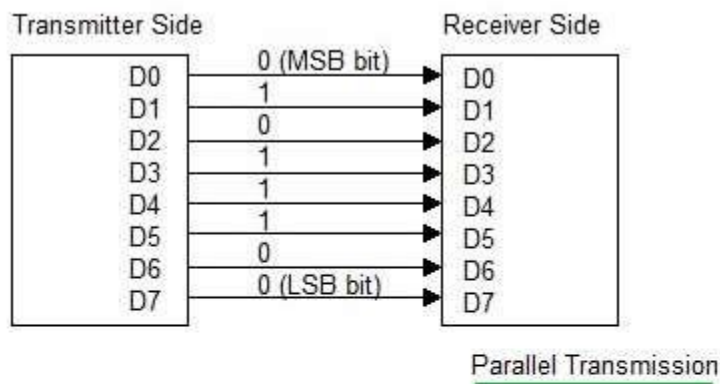 Transmitter Side Receiver Side
D0 0 (MSB bit) D0
D1 1 D1
D2 0 D2
D3 1 D3
D4 1 D4
D5 1 D5
D6 0 D6
D7 0 (LSB bit) D7
Parallel Transmission